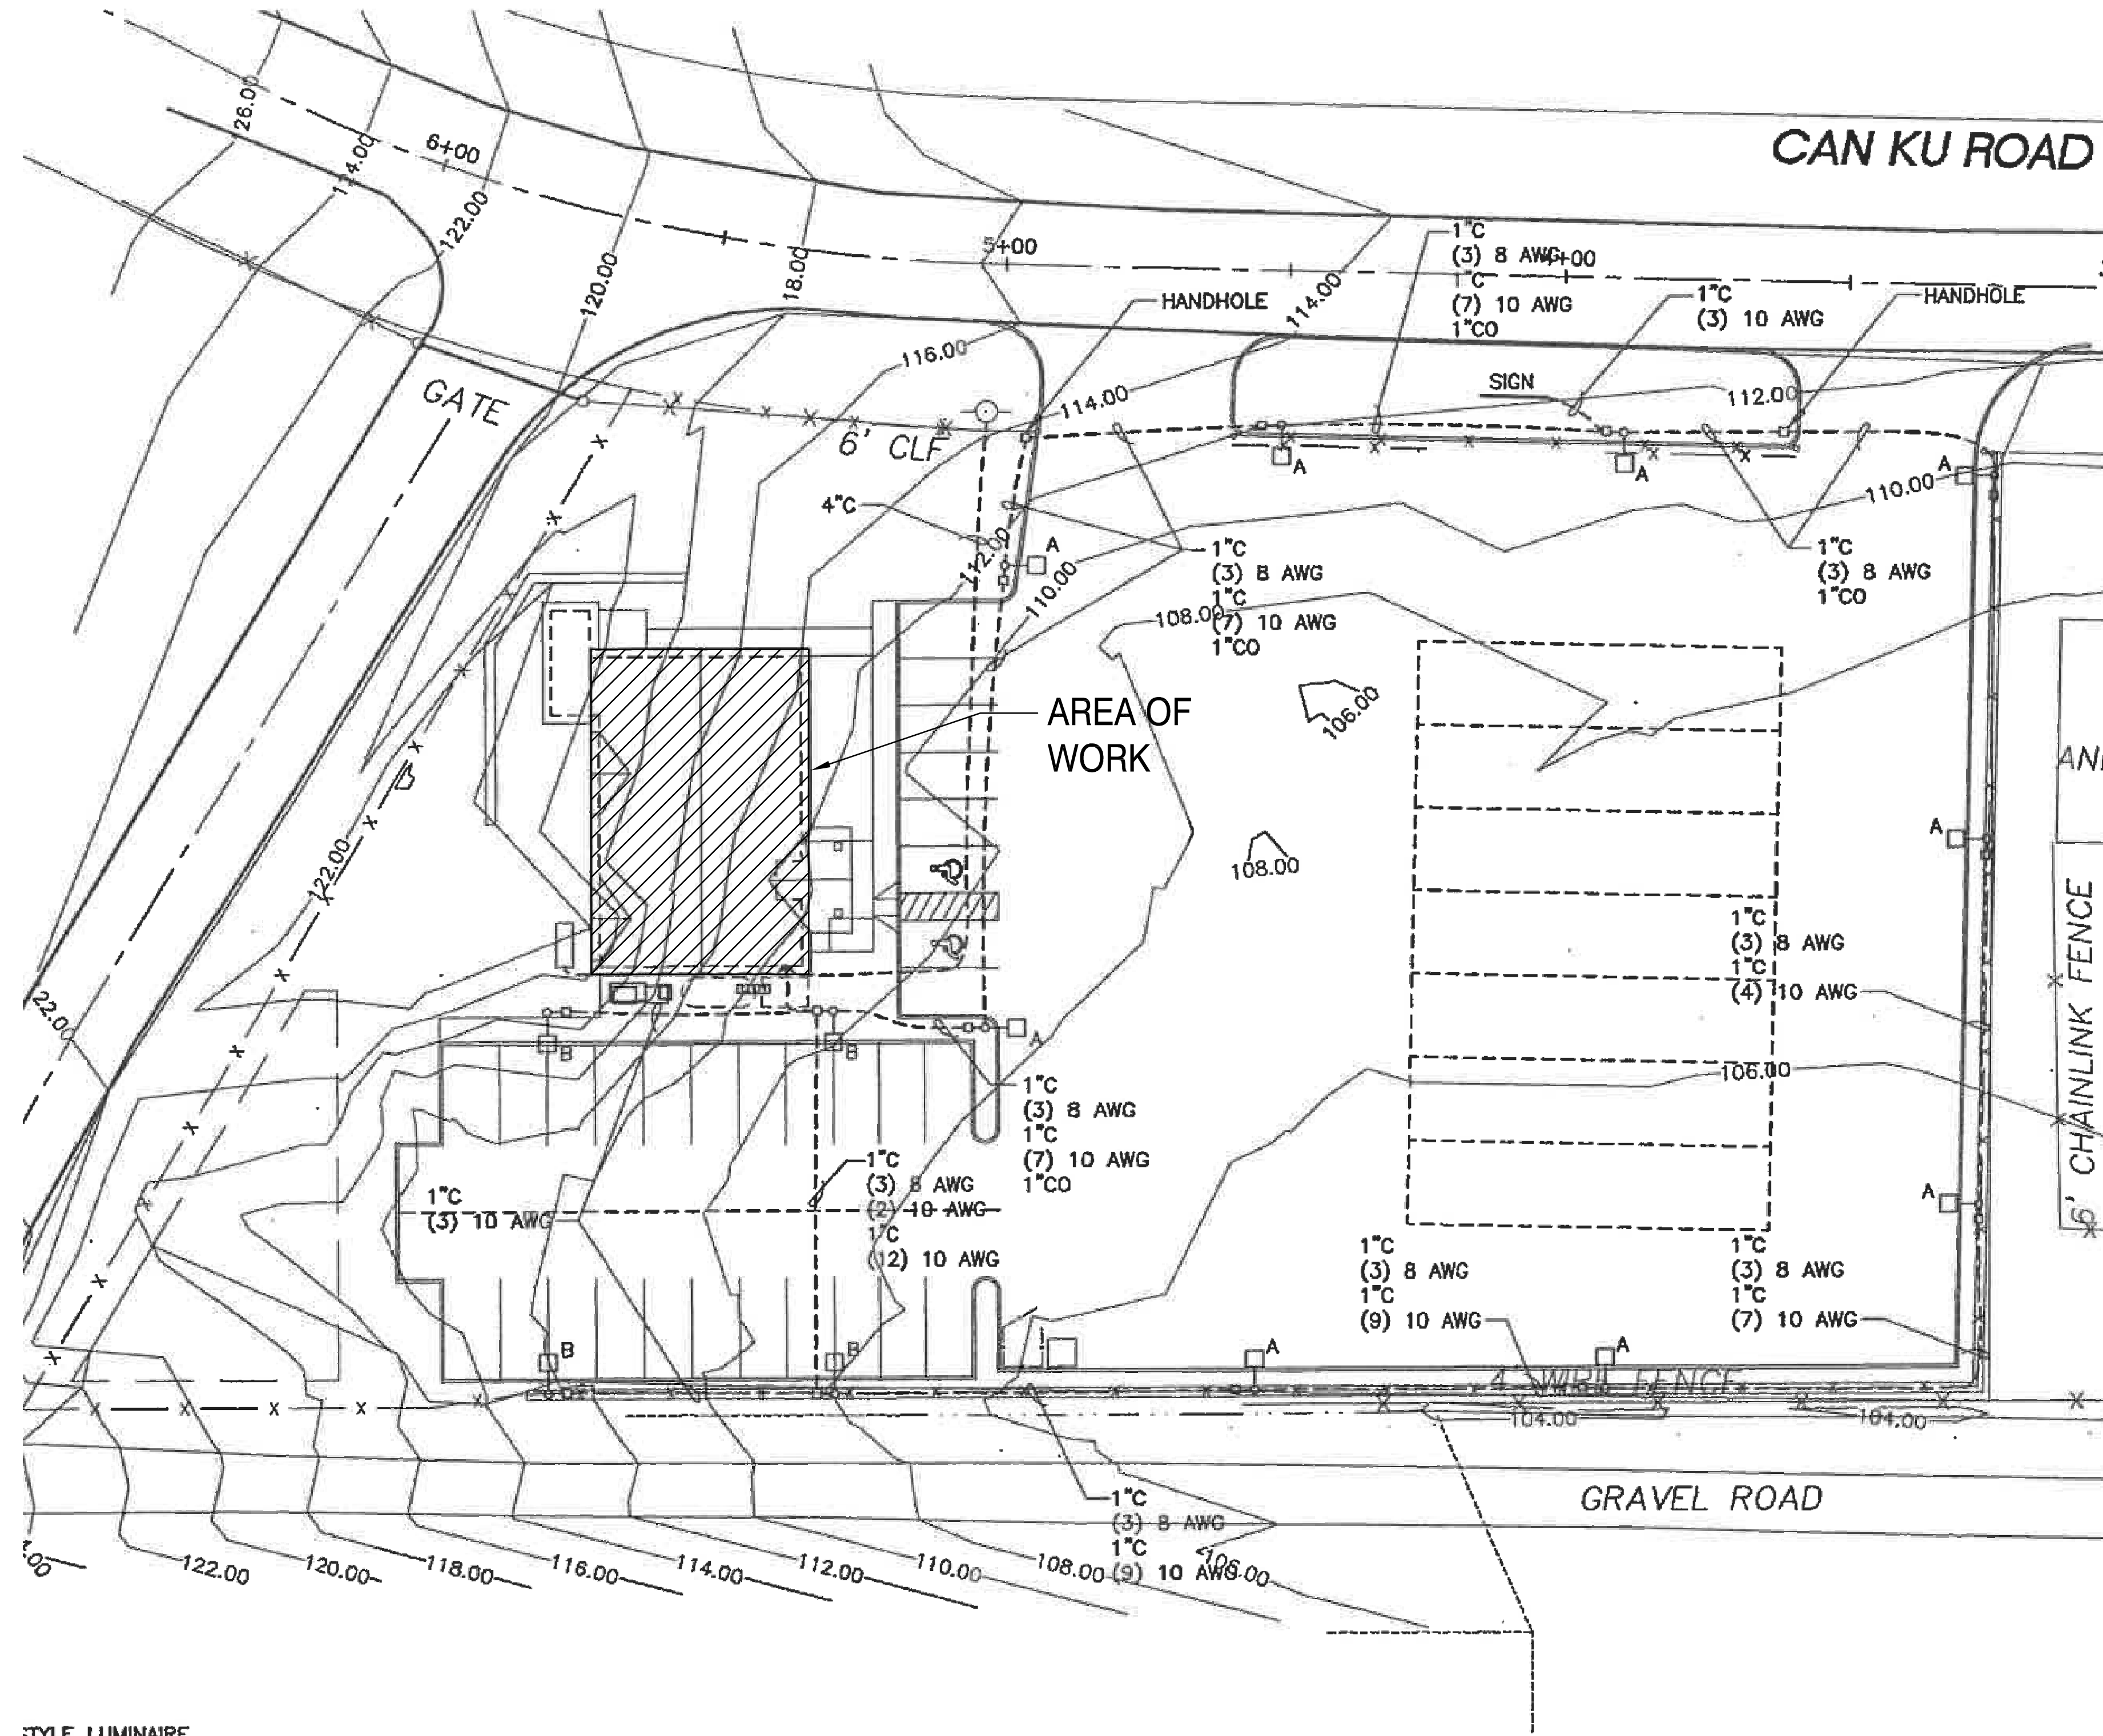 CAN KU ROAD
126.00
6+00
122.00
120.00
18.00
5+00
1"C
(3) 8 AWG
4+00
1"C
(7) 10 AWG
1"CO
1"C
(3) 10 AWG
HANDHOLE
HANDHOLE
114.00
116.00
GATE
SIGN
114.00
112.00
6' CLF
A
A
A
110.00
4"C
112.00
A
110.00
1"C
(3) 8 AWG
1"C
(7) 10 AWG
1"CO
108.00
1"C
(3) 8 AWG
1"CO
AREA OF
WORK
106.00
A
122.00
108.00
6' CHAINLINK FENCE
1"C
(3) 8 AWG
1"C
(4) 10 AWG
22.00
A
B
B
106.00
1"C
(3) 8 AWG
1"C
(7) 10 AWG
1"CO
1"C
(3) 8 AWG
(2) 10 AWG
1"C
(12) 10 AWG
1"C
(3) 10 AWG
A
1"C
(3) 8 AWG
1"C
(9) 10 AWG
1"C
(3) 8 AWG
1"C
(7) 10 AWG
B
B
A
A
4 WIRE FENCE
104.00
104.00
GRAVEL ROAD
1"C
(3) 8 AWG
1"C
(9) 10 AWG
122.00
120.00
118.00
116.00
114.00
112.00
110.00
108.00
106.00
STYLE LUMINAIRE